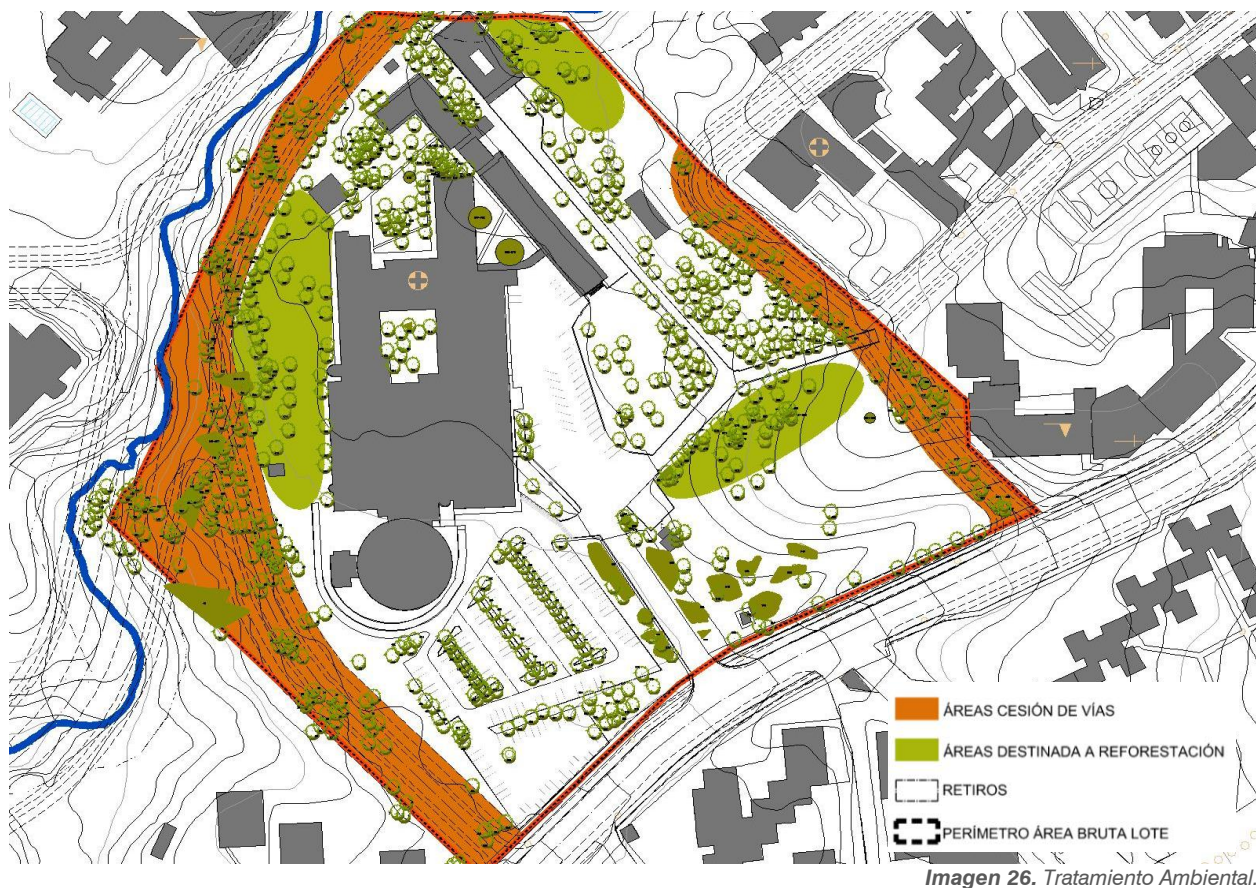 ÁREAS CESIÓN DE VÍAS
ÁREAS DESTINADA A REFORESTACIÓN
RETIROS
PERÍMETRO ÁREA BRUTA LOTE
Imagen 26. Tratamiento Ambiental.